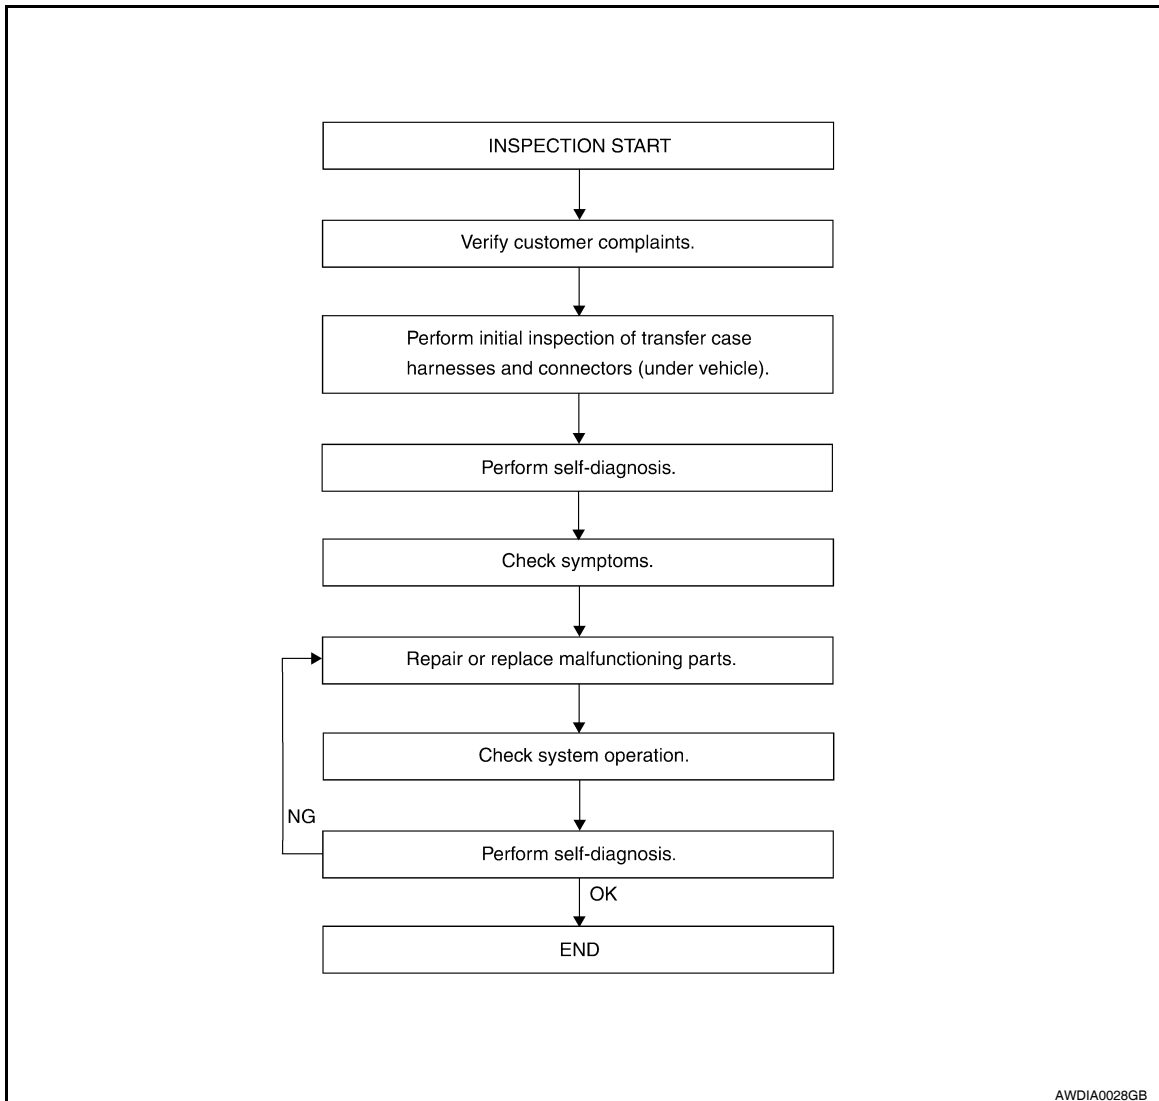 INSPECTION START
Verify customer complaints.
Perform initial inspection of transfer case
harnesses and connectors (under vehicle).
Perform self-diagnosis.
Check symptoms.
Repair or replace malfunctioning parts.
Check system operation.
NG
Perform self-diagnosis.
OK
END
AWDIA0028GB